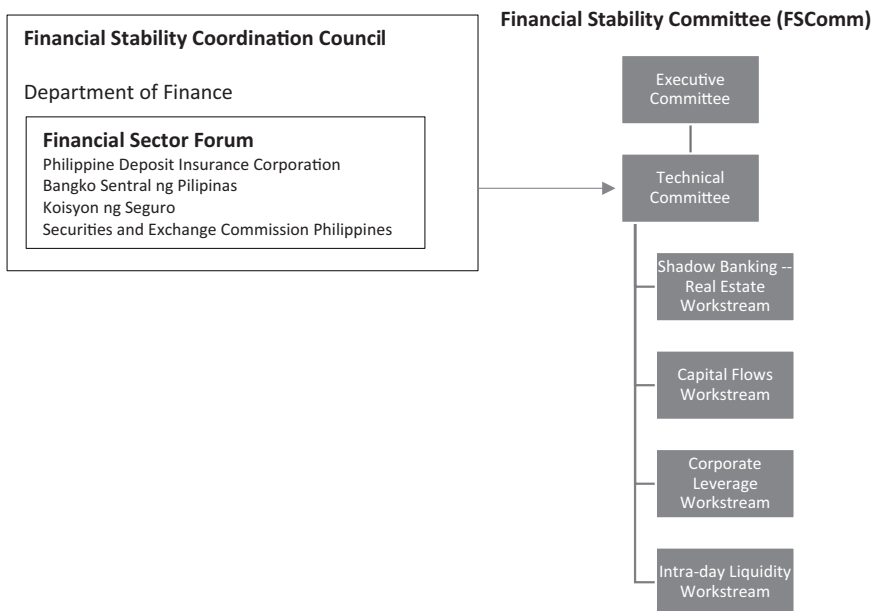 Financial Stability Coordination Council
Department of Finance
Financial Sector Forum
Philippine Deposit Insurance Corporation
Bangko Sentral ng Pilipinas
Koisyon ng Seguro
Securities and Exchange Commission Philippines
Financial Stability Committee (FSComm)
Executive
Committee
Technical
Committee
Shadow Banking --
Real Estate
Workstream
Capital Flows
Workstream
Corporate
Leverage
Workstream
Intra-day Liquidity
Workstream